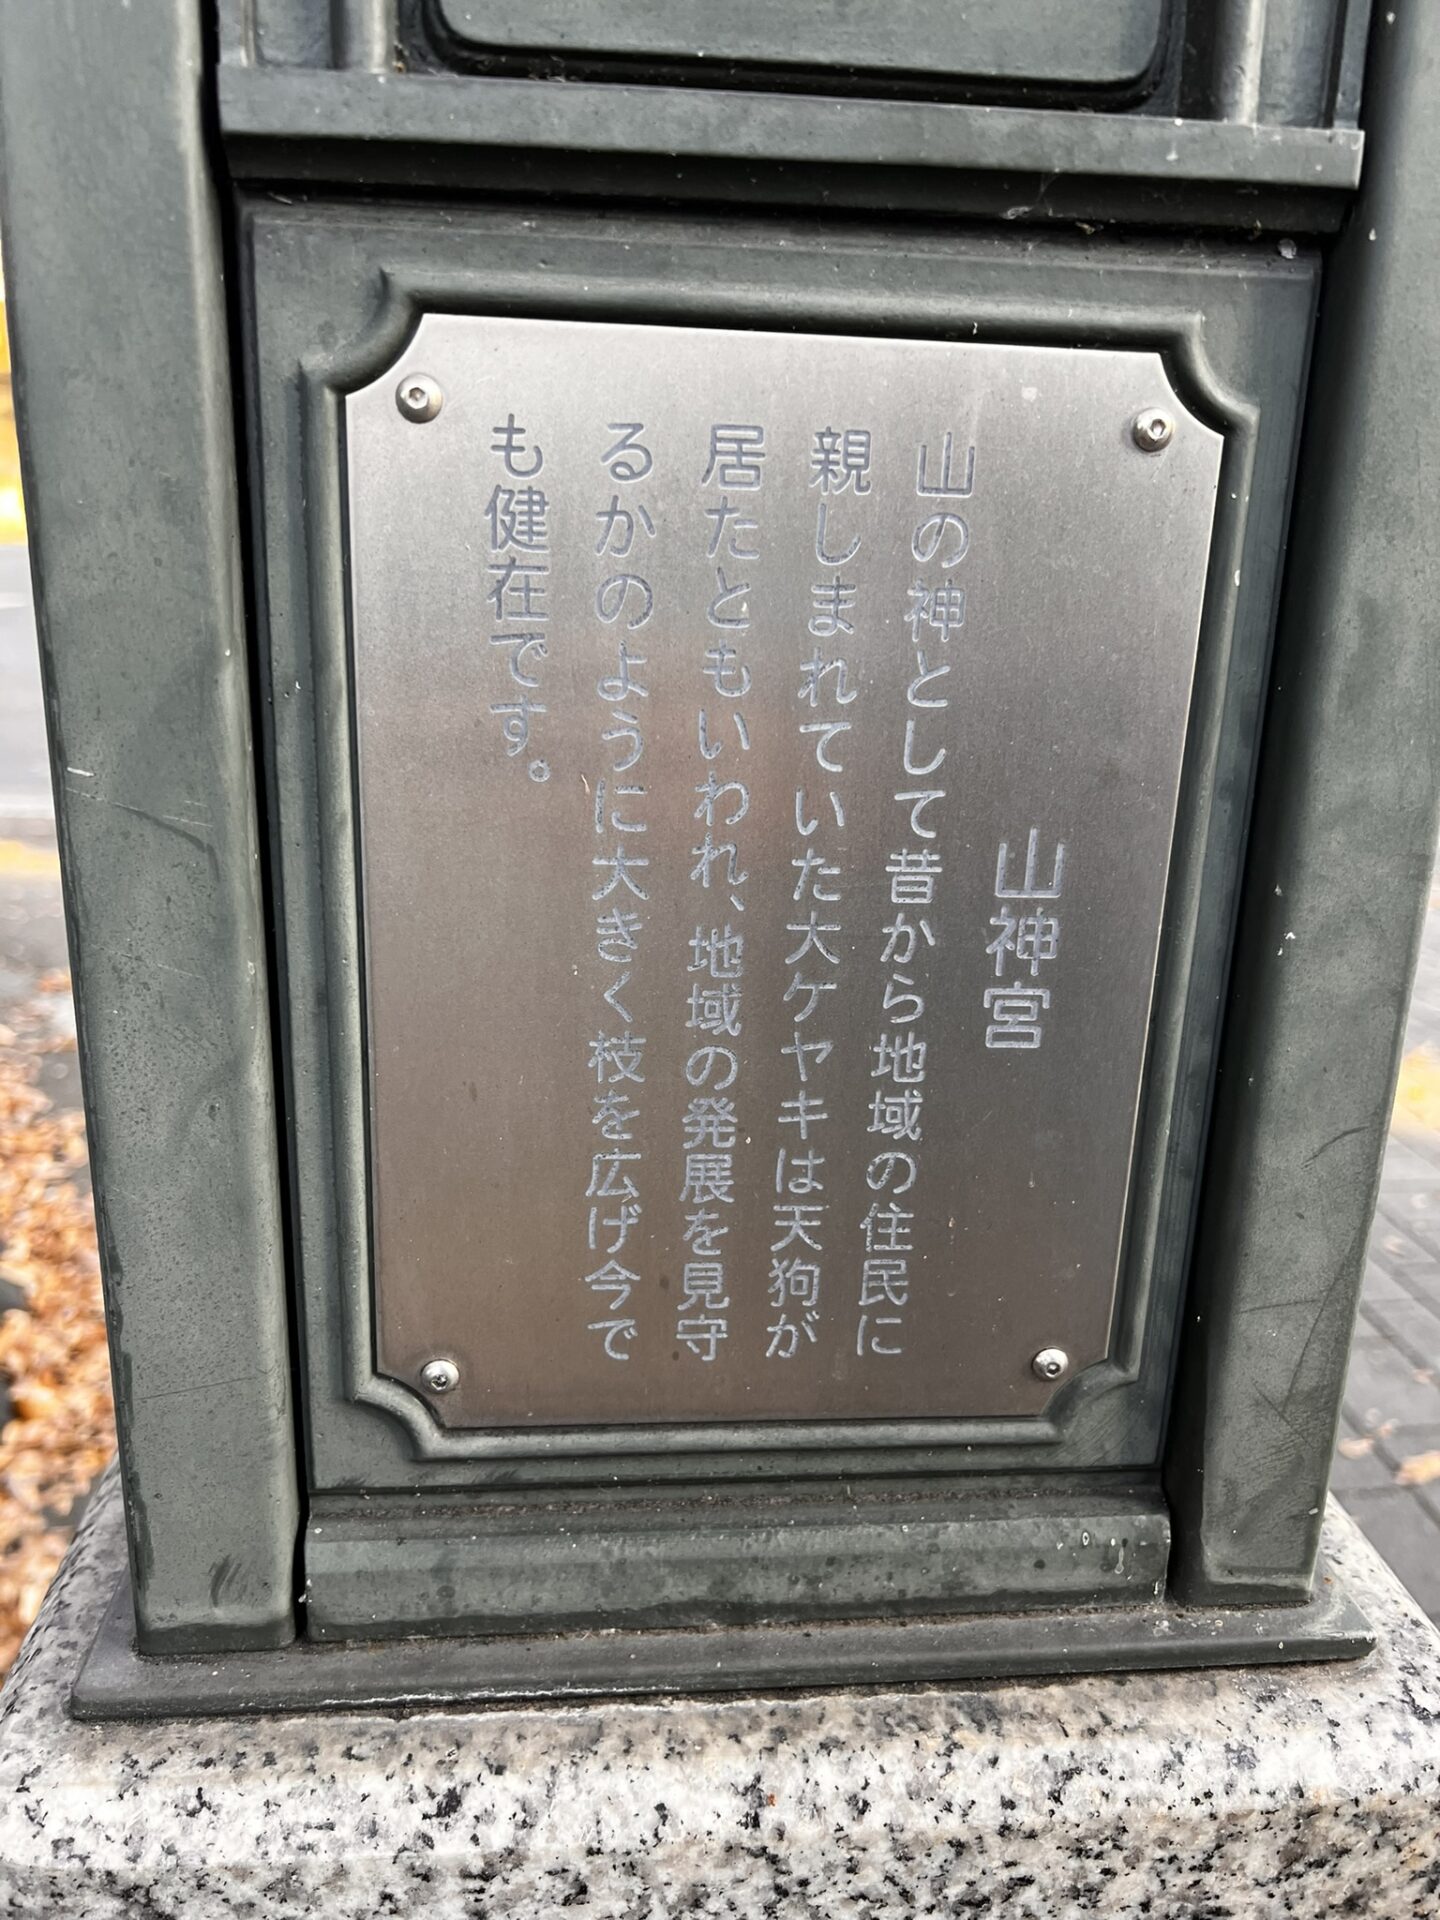 山神宮
山の神として昔から地域の住民に
親しまれていた大ケヤキは天狗が
居たともいわれ、地域の発展を見守
るかのように大きく枝を広げ今で
も健在です。